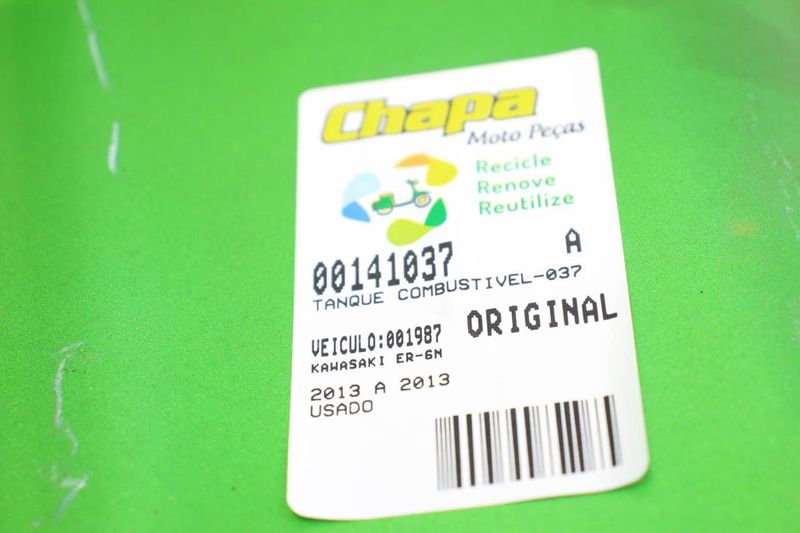 Chapa
Moto Peças
Recicle
Renove
Reutilize
00141037 A
TANQUE COMBUSTIVEL-037
VEICULO:001987 ORIGINAL
KAWASAKI ER-6N
2013 A 2013
USADO